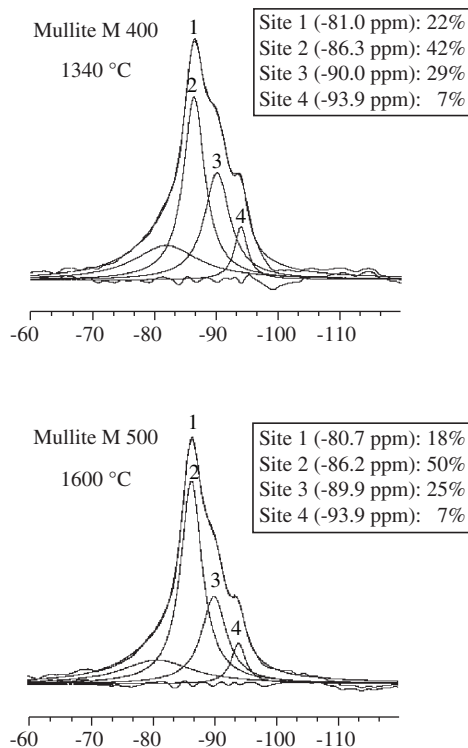 Mullite M 400
1340 °C
Site 1 (-81.0 ppm): 22%
Site 2 (-86.3 ppm): 42%
Site 3 (-90.0 ppm): 29%
Site 4 (-93.9 ppm): 7%
1
2
3
4
-60 -70 -80 -90 -100 -110
Mullite M 500
1600 °C
Site 1 (-80.7 ppm): 18%
Site 2 (-86.2 ppm): 50%
Site 3 (-89.9 ppm): 25%
Site 4 (-93.9 ppm): 7%
1
2
3
4
-60 -70 -80 -90 -100 -110